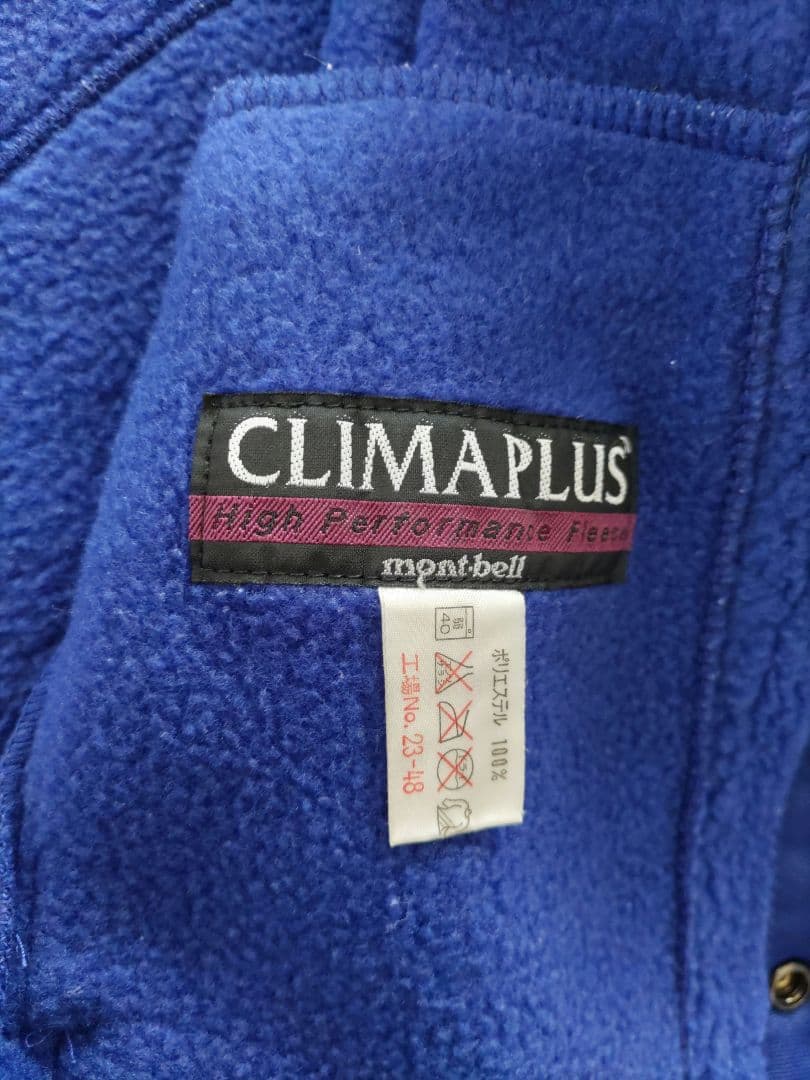 CLIMAPLUS
High Performance Fleece
mont-bell
ポリエステル 100%
弱
40
工場No. 23-48